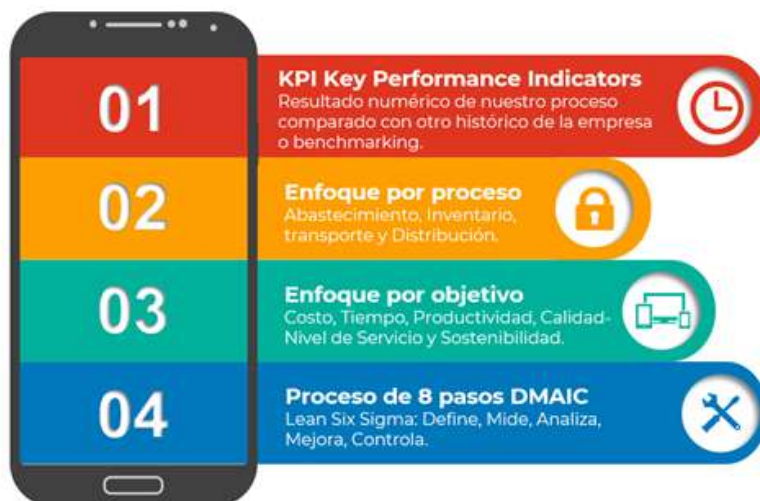 01
KPI Key Performance Indicators
Resultado numérico de nuestro proceso
comparado con otro histórico de la empresa
o benchmarking.
02
Enfoque por proceso
Abastecimiento, Inventario,
transporte y Distribución.
03
Enfoque por objetivo
Costo, Tiempo, Productividad, Calidad-
Nivel de Servicio y Sostenibilidad.
04
Proceso de 8 pasos DMAIC
Lean Six Sigma: Define, Mide, Analiza,
Mejora, Controla.